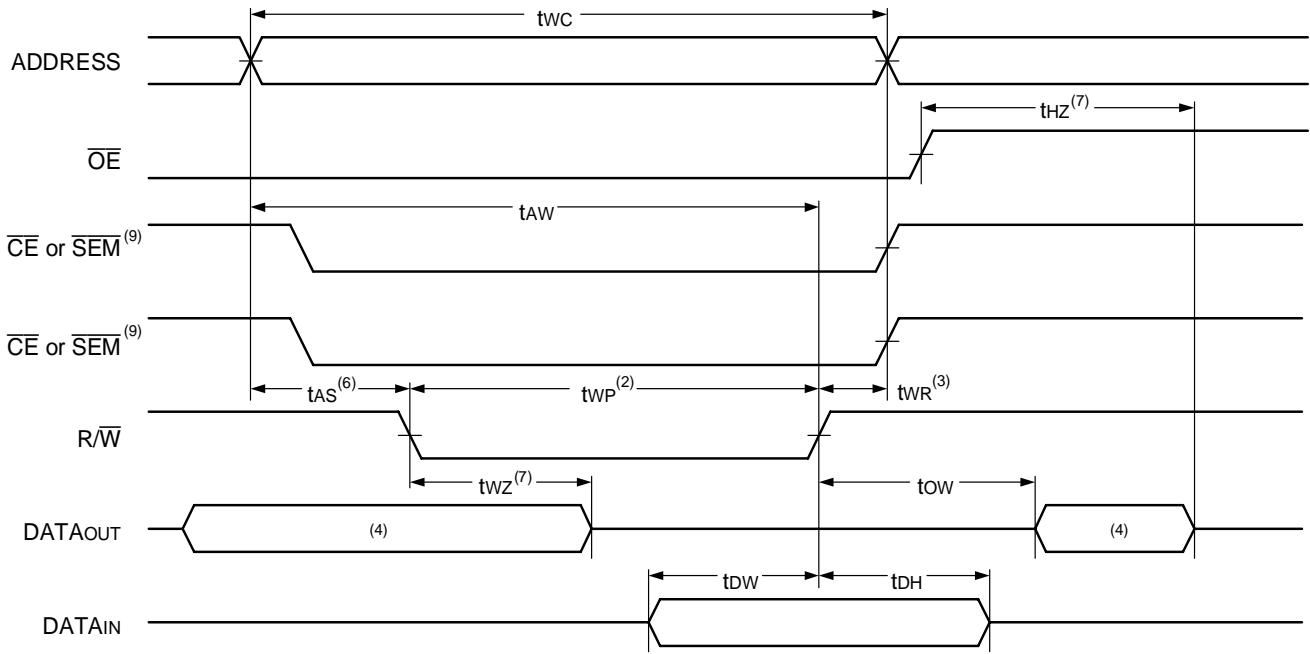 tWC
ADDRESS
tHZ(7)
OE
tAW
CE or SEM(9)
CE or SEM(9)
tAS(6)
tWP(2)
tWR(3)
R/W
tWZ(7)
tOW
DATAOUT
(4)
(4)
tDW
tDH
DATAIN